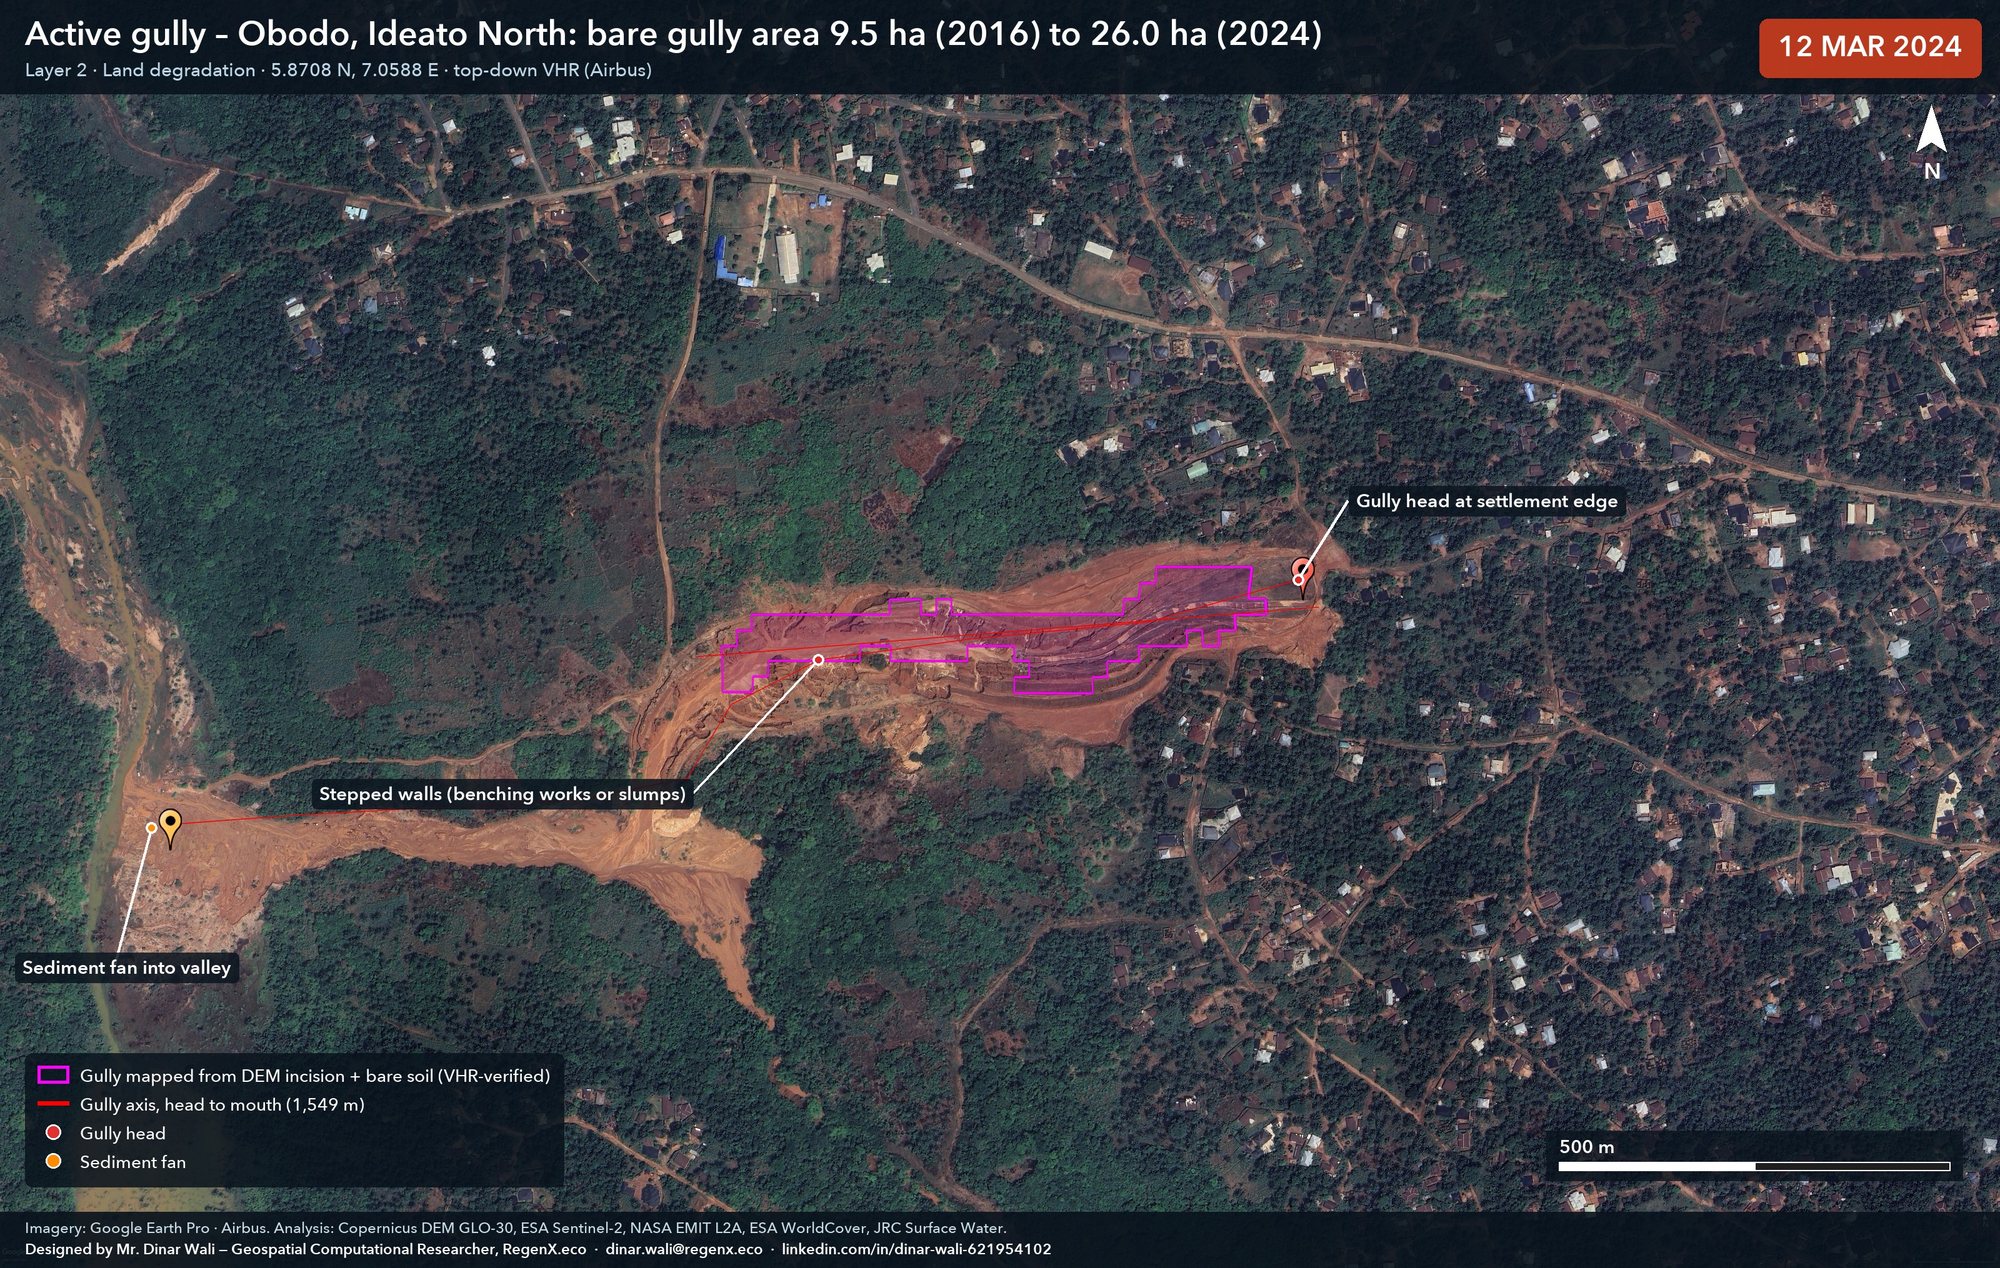 Active gully – Obodo, Ideato North: bare gully area 9.5 ha (2016) to 26.0 ha (2024)
Layer 2 · Land degradation · 5.8708 N, 7.0588 E · top-down VHR (Airbus)
12 MAR 2024
N
Gully head at settlement edge
Stepped walls (benching works or slumps)
Sediment fan into valley
Gully mapped from DEM incision + bare soil (VHR-verified)
Gully axis, head to mouth (1,549 m)
Gully head
Sediment fan
500 m
Imagery: Google Earth Pro · Airbus. Analysis: Copernicus DEM GLO-30, ESA Sentinel-2, NASA EMIT L2A, ESA WorldCover, JRC Surface Water.
Designed by Mr. Dinar Wali – Geospatial Computational Researcher, RegenX.eco · dinar.wali@regenx.eco · linkedin.com/in/dinar-wali-621954102